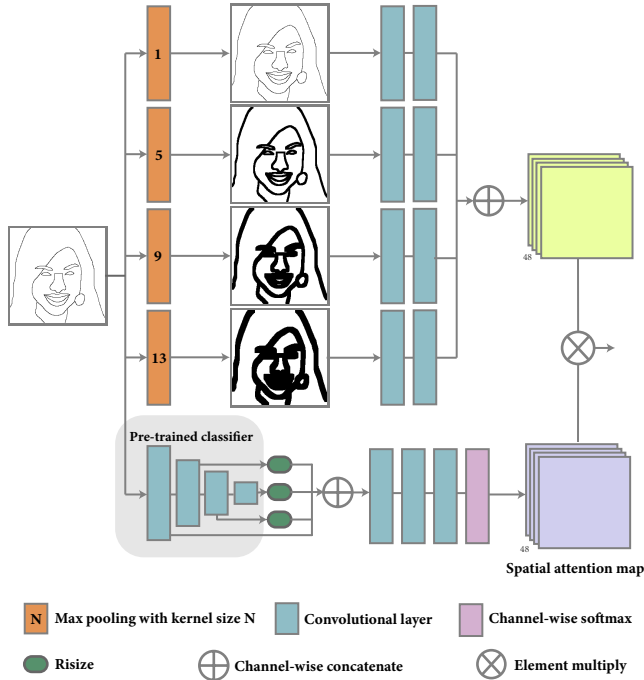 1
5
9
13
48
Pre-trained classifier
48
Spatial attention map
N Max pooling with kernel size N
Convolutional layer
Channel-wise softmax
Risize
Channel-wise concatenate
Element multiply